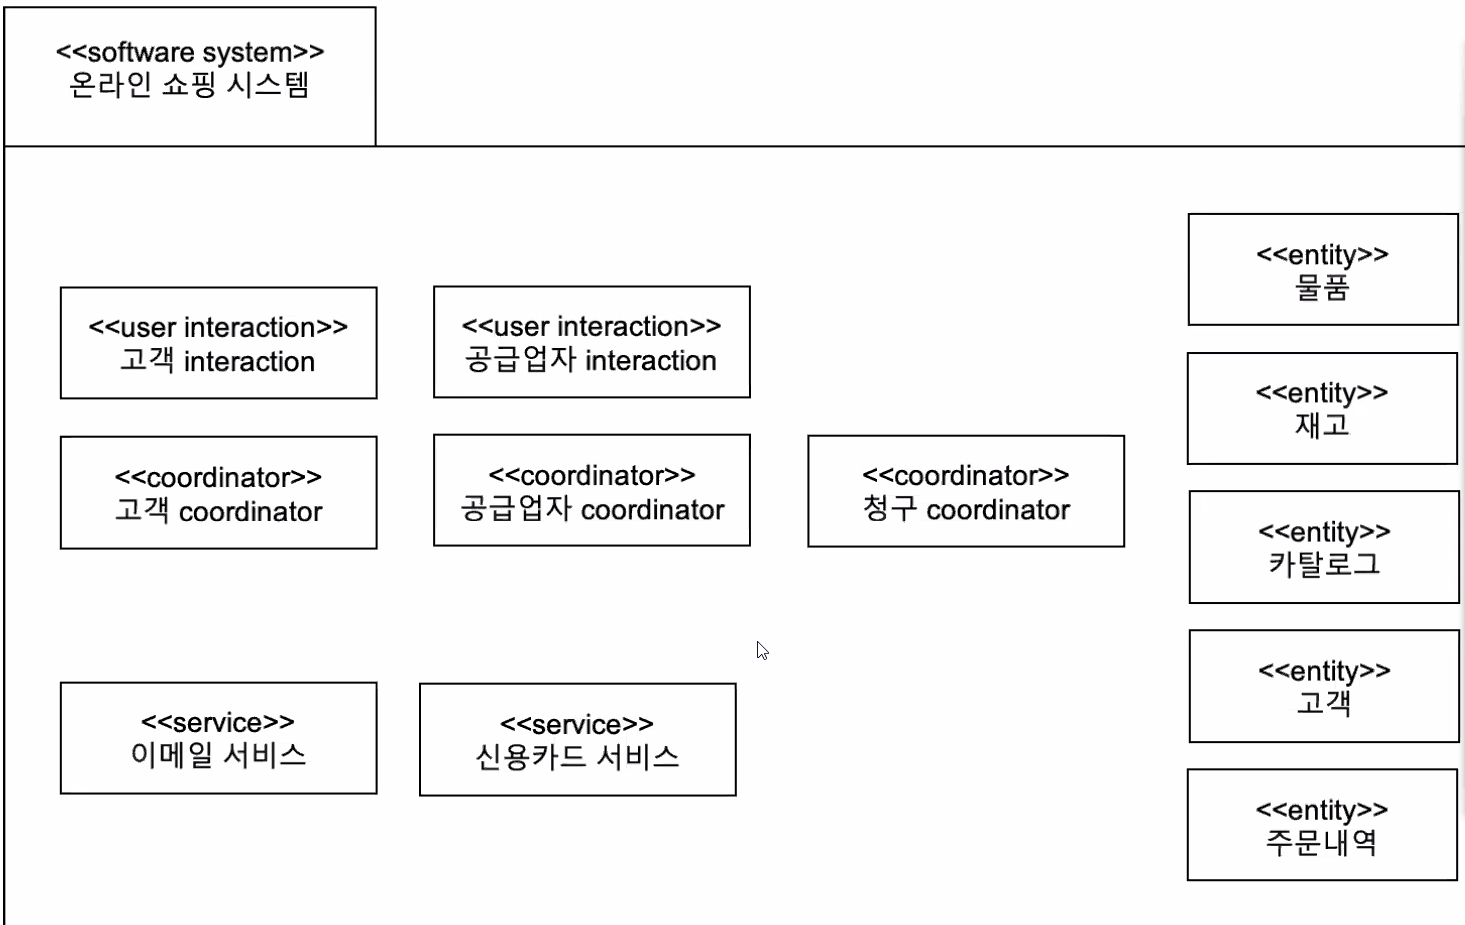 <<software system>>
온라인 쇼핑 시스템
<<user interaction>>
고객 interaction
<<user interaction>>
공급업자 interaction
<<coordinator>>
고객 coordinator
<<coordinator>>
공급업자 coordinator
<<coordinator>>
청구 coordinator
<<service>>
이메일 서비스
<<service>>
신용카드 서비스
<<entity>>
물품
<<entity>>
재고
<<entity>>
카탈로그
<<entity>>
고객
<<entity>>
주문내역